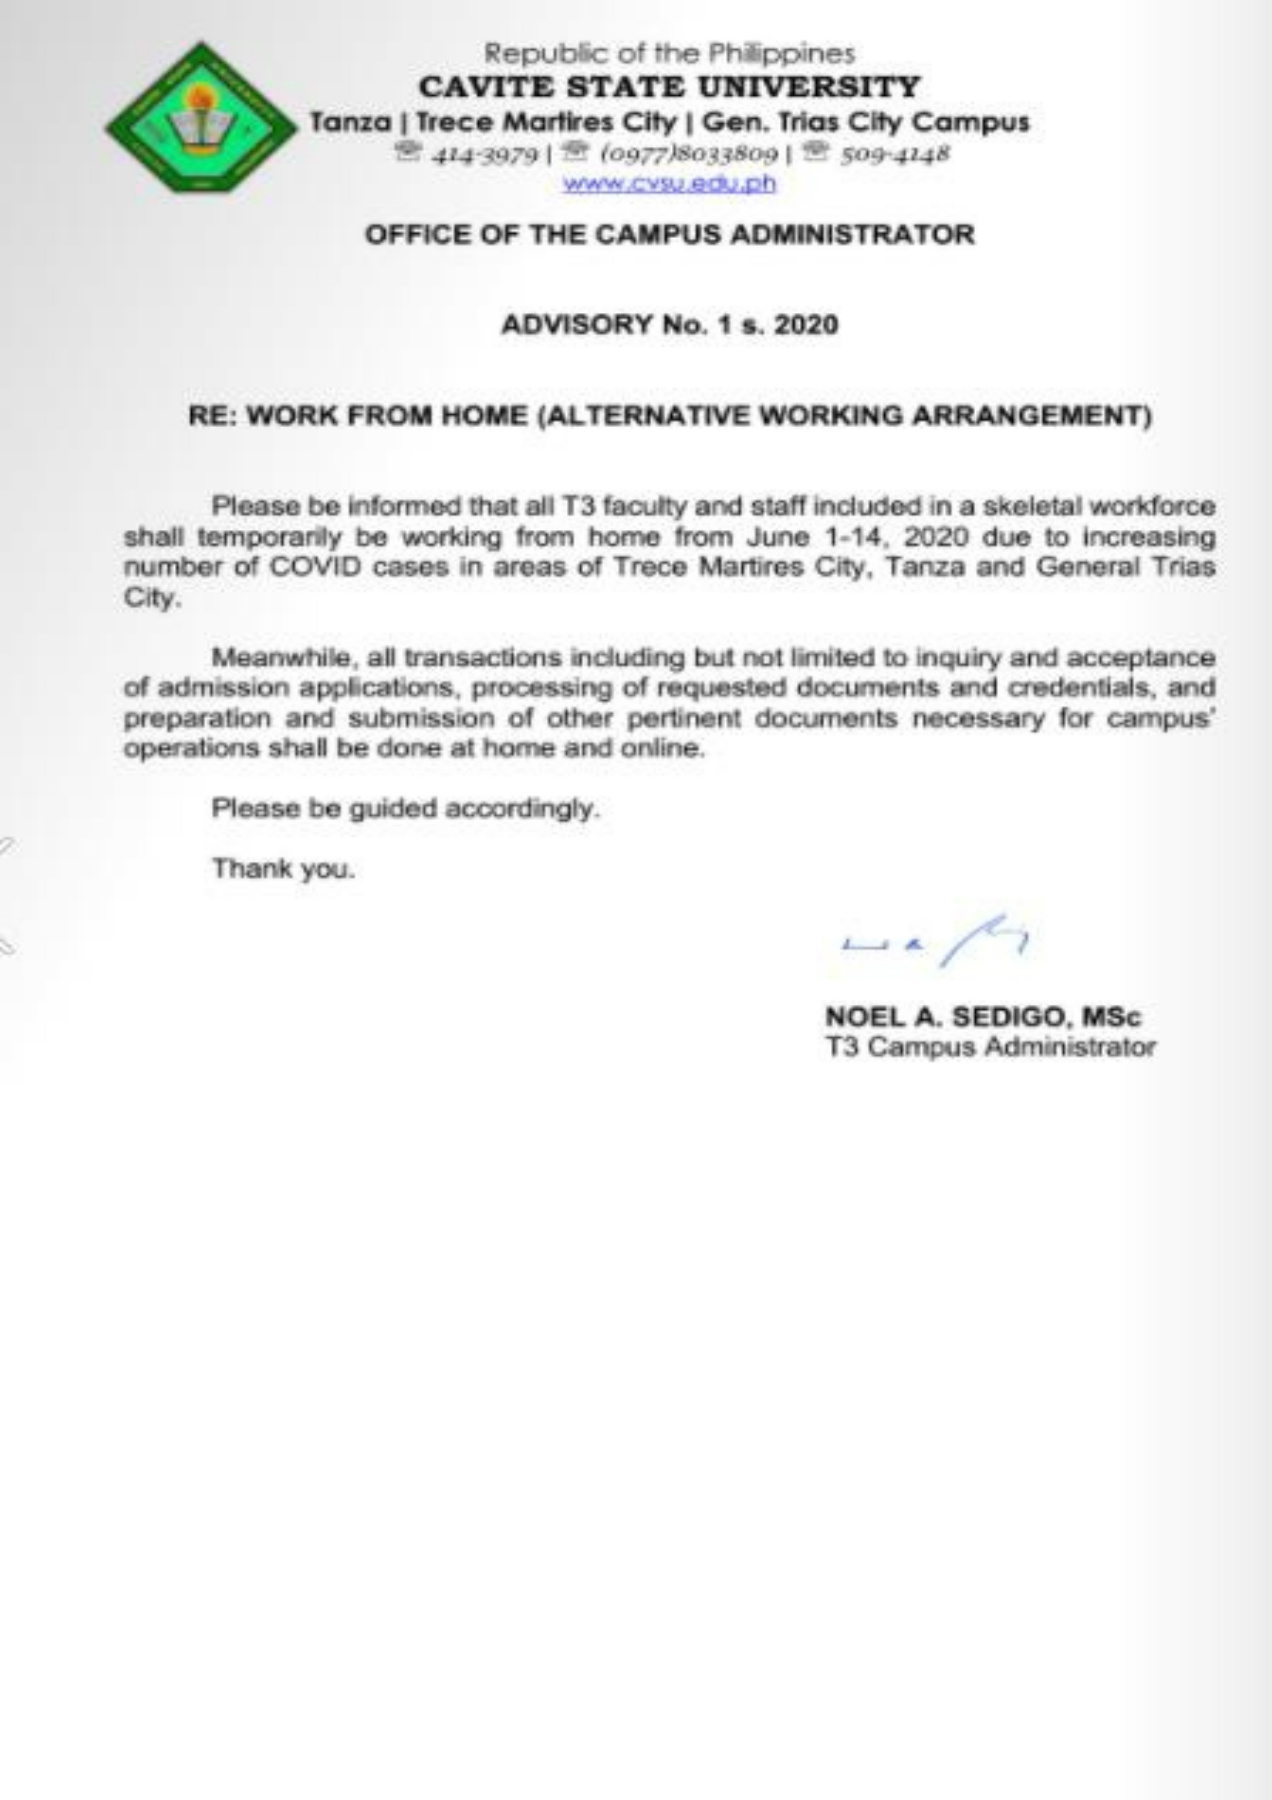 Republic of the Philippines
CAVITE STATE UNIVERSITY
Tanza | Trece Martires City | Gen. Trias City Campus
☏ 414-3979 | ☏ (0977)8033809 | ☏ 509-4148
www.cvsu.edu.ph
OFFICE OF THE CAMPUS ADMINISTRATOR
ADVISORY No. 1 s. 2020
RE: WORK FROM HOME (ALTERNATIVE WORKING ARRANGEMENT)
Please be informed that all T3 faculty and staff included in a skeletal workforce
shall temporarily be working from home from June 1-14, 2020 due to increasing
number of COVID cases in areas of Trece Martires City, Tanza and General Trias
City.
Meanwhile, all transactions including but not limited to inquiry and acceptance
of admission applications, processing of requested documents and credentials, and
preparation and submission of other pertinent documents necessary for campus'
operations shall be done at home and online.
Please be guided accordingly.
Thank you.
NOEL A. SEDIGO, MSc
T3 Campus Administrator